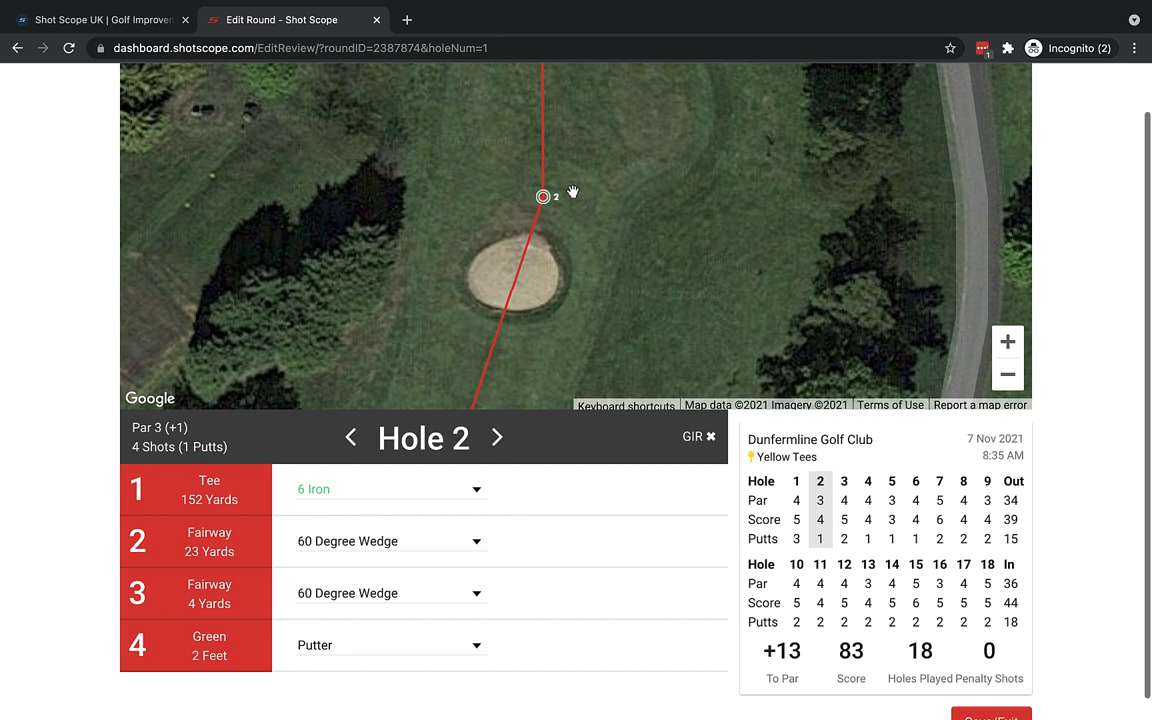 Shot Scope UK | Golf Improvem
Edit Round - Shot Scope
dashboard.shotscope.com/EditReview/?roundID=2387874&holeNum=1
1
Incognito (2)
2
Google
Keyboard shortcuts
Map data ©2021 Imagery ©2021
Terms of Use
Report a map error
Par 3 (+1)
4 Shots (1 Putts)
Hole 2
GIR ✖
1 Tee 152 Yards 6 Iron
2 Fairway 23 Yards 60 Degree Wedge
3 Fairway 4 Yards 60 Degree Wedge
4 Green 2 Feet Putter
Dunfermline Golf Club 7 Nov 2021
Yellow Tees 8:35 AM
Hole 1 2 3 4 5 6 7 8 9 Out
Par 4 3 4 4 3 4 5 4 3 34
Score 5 4 5 4 3 4 6 4 4 39
Putts 3 1 2 1 1 1 2 2 2 15
Hole 10 11 12 13 14 15 16 17 18 In
Par 4 4 4 3 4 5 3 4 5 36
Score 5 4 5 4 5 6 5 5 5 44
Putts 2 2 2 2 2 2 2 2 2 18
+13 83 18 0
To Par Score Holes Played Penalty Shots
Save/Exit